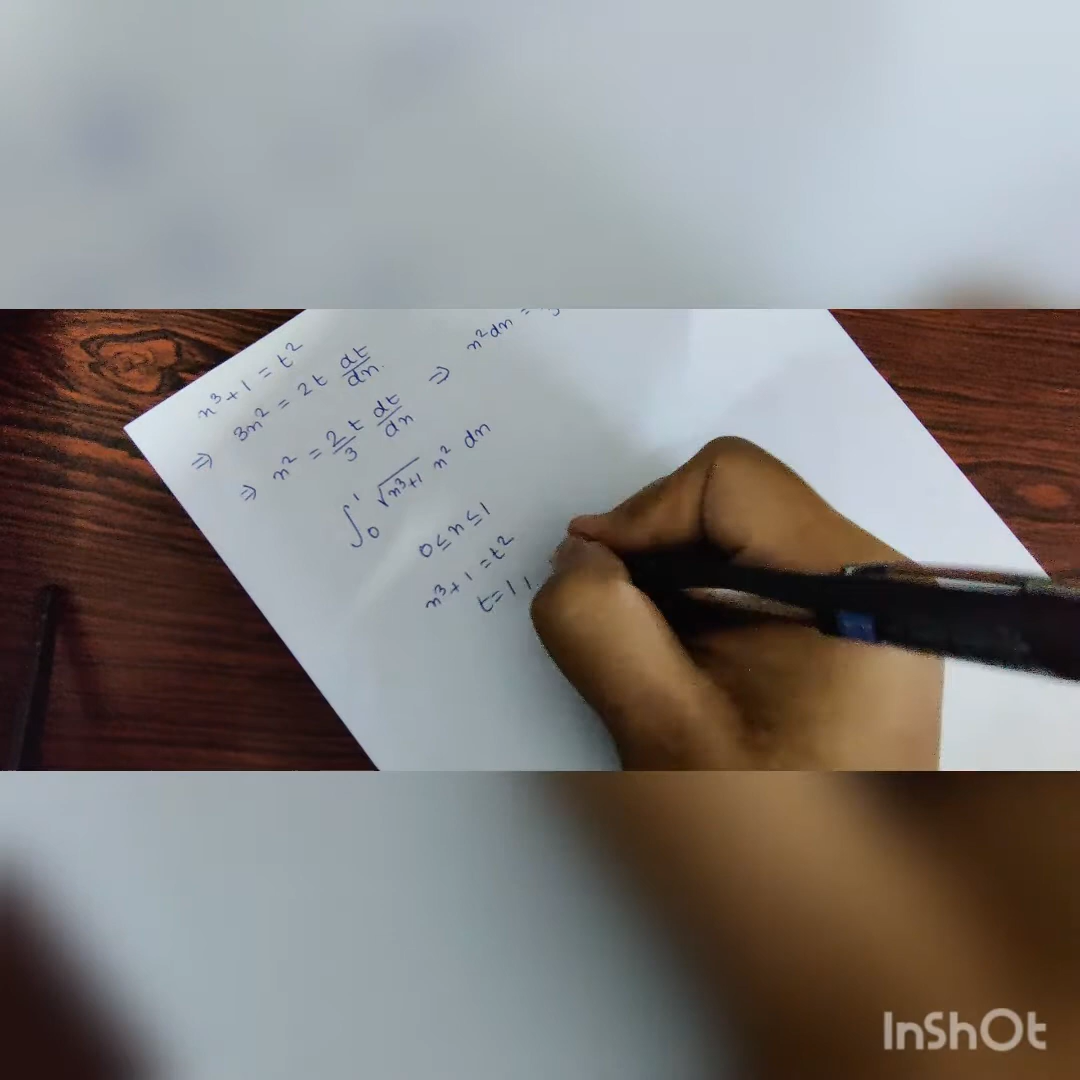 x³+1 = t²
⇒ 3x² = 2t dt/dx.
⇒ x² = 2/3 t dt/dx ⇒ x²dx =
∫₀¹ √x³+1 x² dx
0≤x≤1
x³+1 = t²
t=1,
InShOt